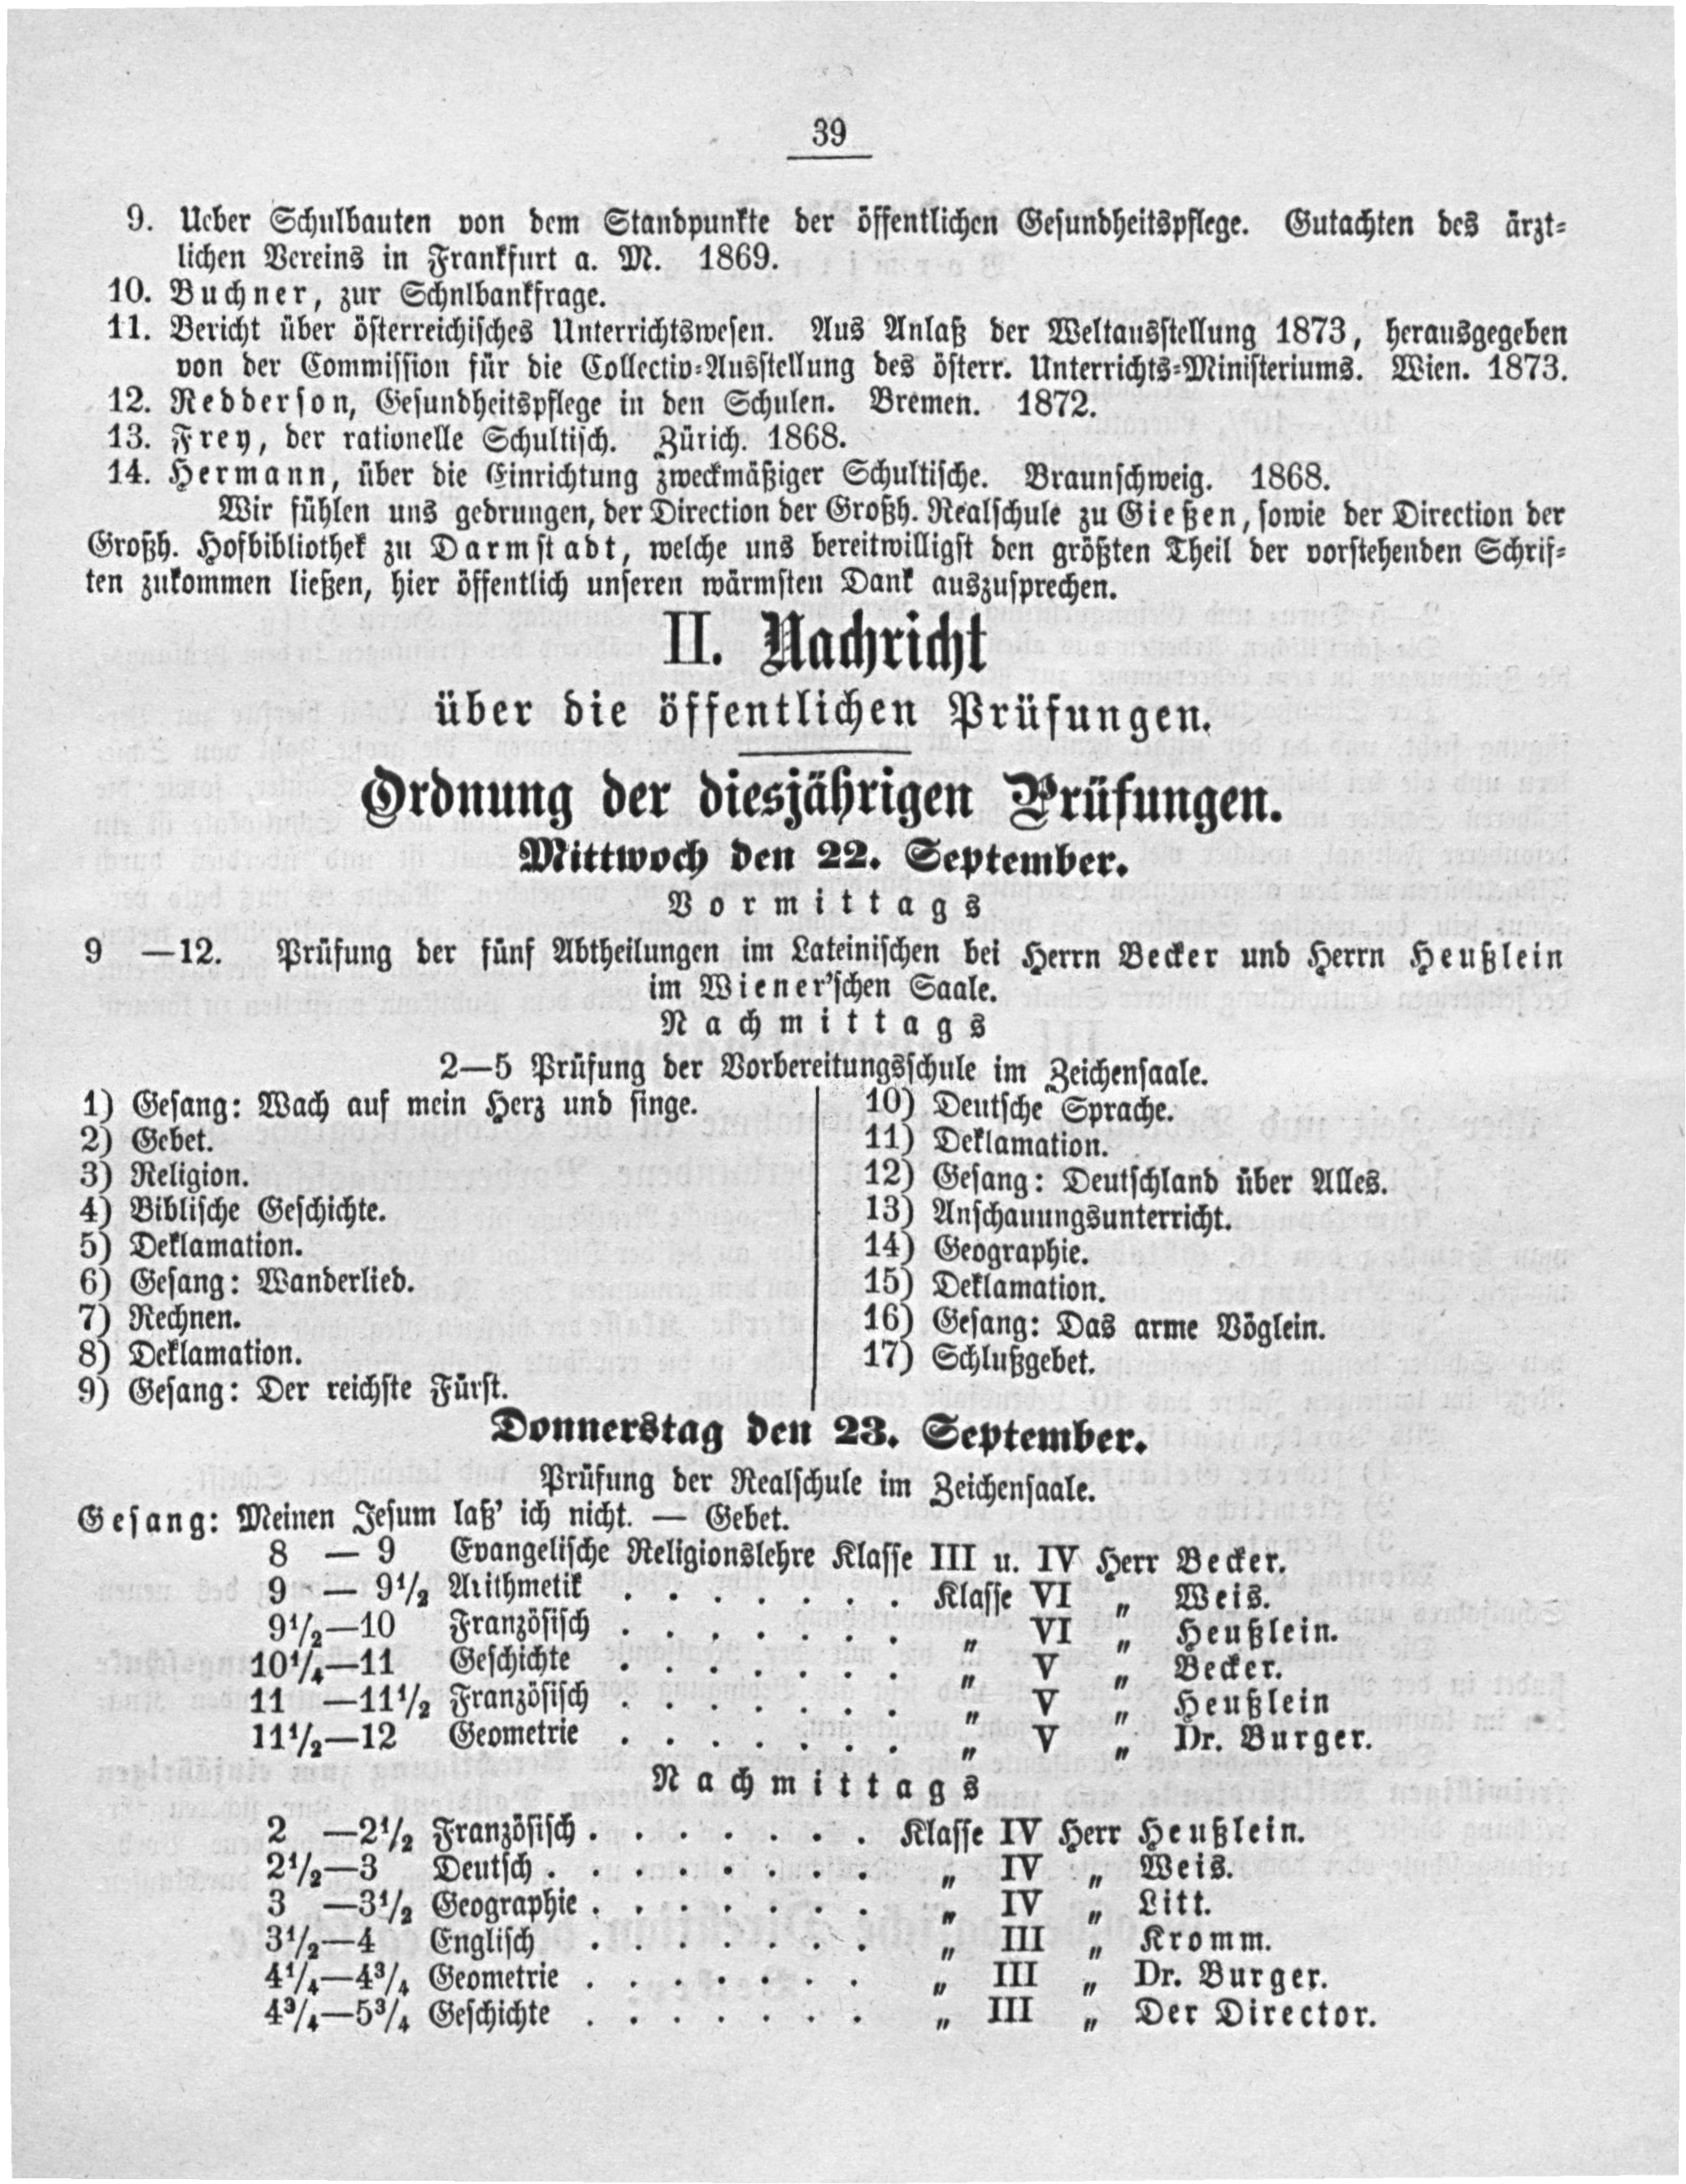 39
9. Ueber Schulbauten von dem Standpunkte der öffentlichen Gesundheitspflege. Gutachten des ärzt-
lichen Vereins in Frankfurt a. M. 1869.
10. Buchner, zur Schnlbankfrage.
11. Bericht über österreichisches Unterrichtswesen. Aus Anlaß der Weltausstellung 1873, herausgegeben
von der Commission für die Collectiv-Ausstellung des österr. Unterrichts-Ministeriums. Wien. 1873.
12. Redderson, Gesundheitspflege in den Schulen. Bremen. 1872.
13. Frey, der rationelle Schultisch. Zürich. 1868.
14. Hermann, über die Einrichtung zweckmäßiger Schultische. Braunschweig. 1868.
Wir fühlen uns gedrungen, der Direction der Großh. Realschule zu Gießen, sowie der Direction der
Großh. Hofbibliothek zu Darmstadt, welche uns bereitwilligst den größten Theil der vorstehenden Schrif-
ten zukommen ließen, hier öffentlich unseren wärmsten Dank auszusprechen.
II. Nachricht
über die öffentlichen Prüfungen.
Ordnung der diesjährigen Prüfungen.
Mittwoch den 22. September.
Vormittags
9 —12. Prüfung der fünf Abtheilungen im Lateinischen bei Herrn Becker und Herrn Heußlein
im Wiener'schen Saale.
Nachmittags
2—5 Prüfung der Vorbereitungsschule im Zeichensaale.
1) Gesang: Wach auf mein Herz und singe.
2) Gebet.
3) Religion.
4) Biblische Geschichte.
5) Deklamation.
6) Gesang: Wanderlied.
7) Rechnen.
8) Deklamation.
9) Gesang: Der reichste Fürst.
10) Deutsche Sprache.
11) Deklamation.
12) Gesang: Deutschland über Alles.
13) Anschauungsunterricht.
14) Geographie.
15) Deklamation.
16) Gesang: Das arme Vöglein.
17) Schlußgebet.
Donnerstag den 23. September.
Prüfung der Realschule im Zeichensaale.
Gesang: Meinen Jesum laß' ich nicht. — Gebet.
8 — 9 Evangelische Religionslehre Klasse III u. IV Herr Becker.
9 — 9½ Arithmetik . . . . . . . Klasse VI „ Weis.
9½—10 Französisch . . . . . . . „ VI „ Heußlein.
10¼—11 Geschichte . . . . . . . „ V „ Becker.
11 —11½ Französisch . . . . . . . „ V „ Heußlein
11½—12 Geometrie . . . . . . . „ V „ Dr. Burger.
Nachmittags
2 —2½ Französisch . . . . . . . Klasse IV Herr Heußlein.
2½—3 Deutsch . . . . . . . . „ IV „ Weis.
3 —3½ Geographie . . . . . . . „ IV „ Litt.
3½—4 Englisch . . . . . . . „ III „ Kromm.
4¼—4¾ Geometrie . . . . . . . „ III „ Dr. Burger.
4¾—5¾ Geschichte . . . . . . . „ III „ Der Director.